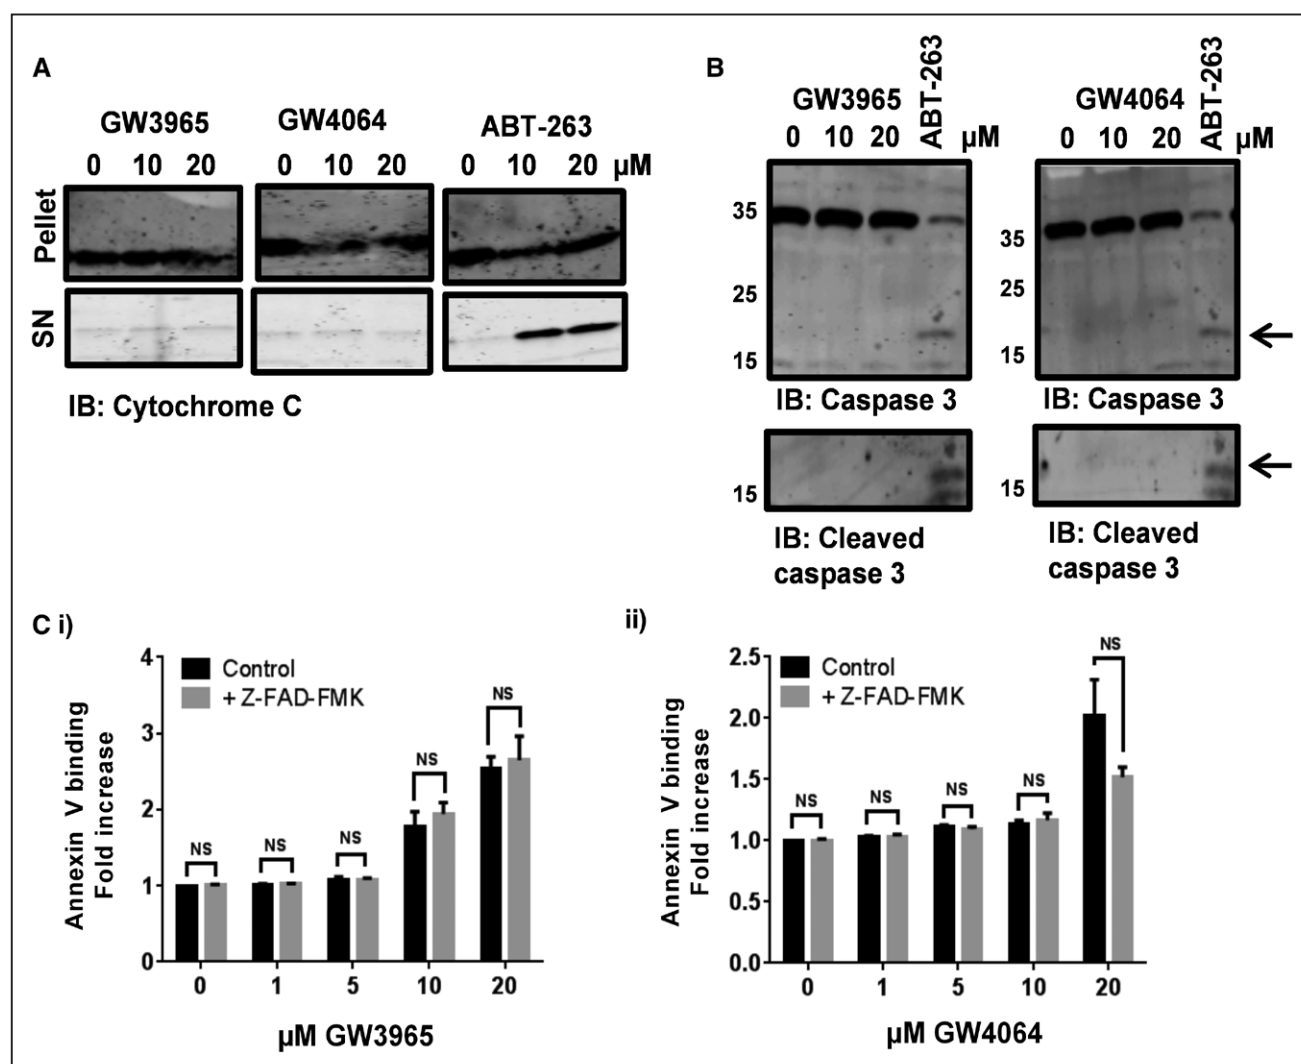 A
GW3965 GW4064 ABT-263
0 10 20 0 10 20 0 10 20 µM
Pellet
SN
IB: Cytochrome C
B
GW3965 ABT-263 GW4064 ABT-263
0 10 20 µM 0 10 20 µM
35
25
15
35
25
15
IB: Caspase 3 IB: Caspase 3
15
15
IB: Cleaved
caspase 3
IB: Cleaved
caspase 3
C i)
Annexin V binding
Fold increase
4
3
2
1
0
Control
+ Z-FAD-FMK
NS NS NS NS NS
0 1 5 10 20
µM GW3965
ii)
Annexin V binding
Fold increase
2.5
2.0
1.5
1.0
0.5
0.0
Control
+ Z-FAD-FMK
NS NS NS NS NS
0 1 5 10 20
µM GW4064